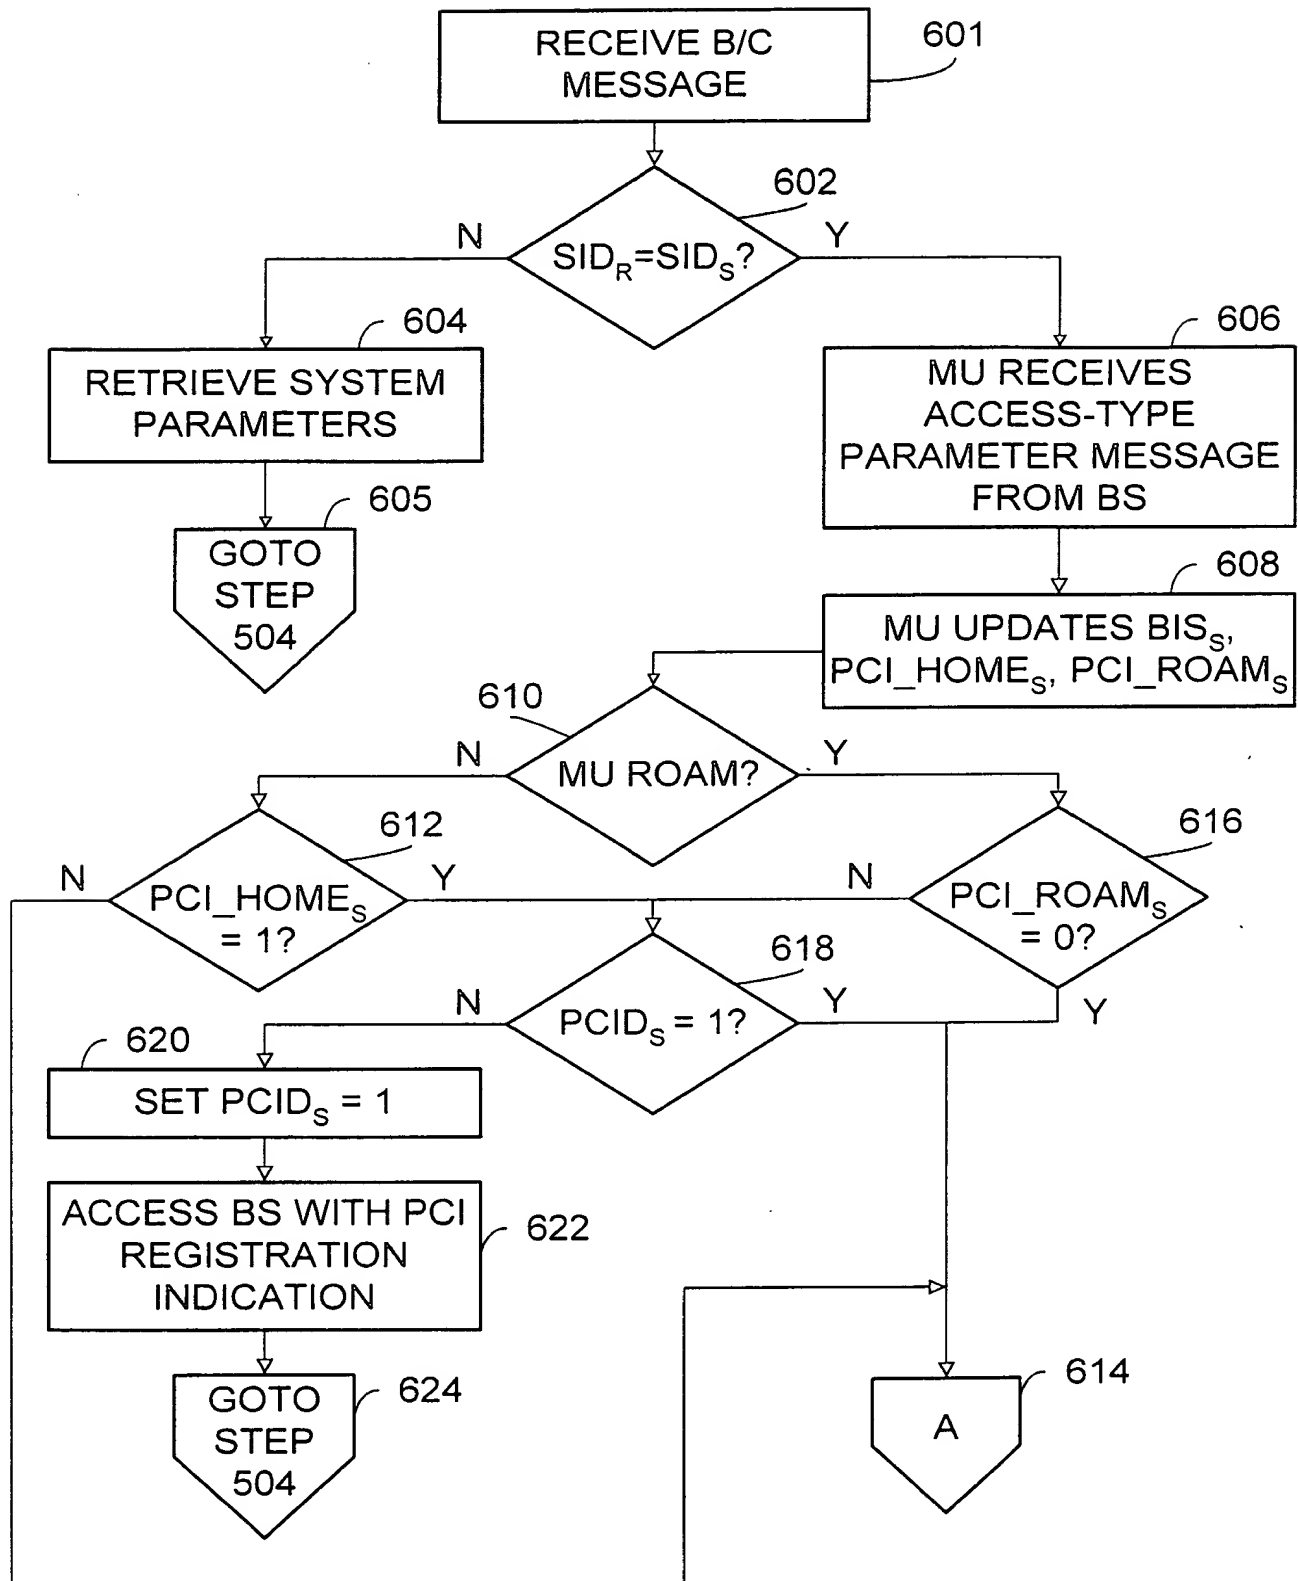 RECEIVE B/C
MESSAGE
601
602
N
SIDR=SIDS?
Y
604
RETRIEVE SYSTEM
PARAMETERS
606
MU RECEIVES
ACCESS-TYPE
PARAMETER MESSAGE
FROM BS
605
GOTO
STEP
504
608
MU UPDATES BISS,
PCI_HOMES, PCI_ROAMS
610
N
MU ROAM?
Y
612
N
PCI_HOMES
= 1?
Y
616
N
PCI_ROAMS
= 0?
Y
618
N
PCIDS = 1?
Y
620
SET PCIDS = 1
ACCESS BS WITH PCI
REGISTRATION
INDICATION
622
GOTO
STEP
504
624
A
614